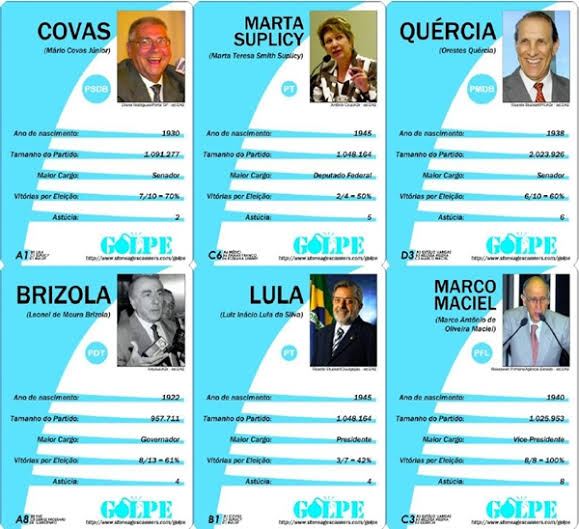 COVAS
(Mário Covas Júnior)
PSDB
Ano de nascimento: 1930
Tamanho do Partido: 1.091.277
Maior Cargo: Senador
Vitórias por Eleição: 7/10 = 70%
Astúcia: 2
A1
GOLPE
http://www.sitemagiascanners.com/golpe
MARTA
SUPLICY
(Marta Teresa Smith Suplicy)
PT
Ano de nascimento: 1945
Tamanho do Partido: 1.048.164
Maior Cargo: Deputado Federal
Vitórias por Eleição: 2/4 = 50%
Astúcia: 5
C6
GOLPE
QUÉRCIA
(Orestes Quércia)
PMDB
Ano de nascimento: 1938
Tamanho do Partido: 2.023.926
Maior Cargo: Senador
Vitórias por Eleição: 6/10 = 60%
Astúcia: 6
D3
GOLPE
BRIZOLA
(Leonel de Moura Brizola)
PDT
Ano de nascimento: 1922
Tamanho do Partido: 957.711
Maior Cargo: Governador
Vitórias por Eleição: 8/13 = 61%
Astúcia: 4
A8
GOLPE
LULA
(Luiz Inácio Lula da Silva)
PT
Ano de nascimento: 1945
Tamanho do Partido: 1.048.164
Maior Cargo: Presidente
Vitórias por Eleição: 3/7 = 42%
Astúcia: 4
B1
GOLPE
MARCO
MACIEL
(Marco Antônio de
Oliveira Maciel)
PFL
Ano de nascimento: 1940
Tamanho do Partido: 1.025.953
Maior Cargo: Vice-Presidente
Vitórias por Eleição: 8/8 = 100%
Astúcia: 8
C3
GOLPE